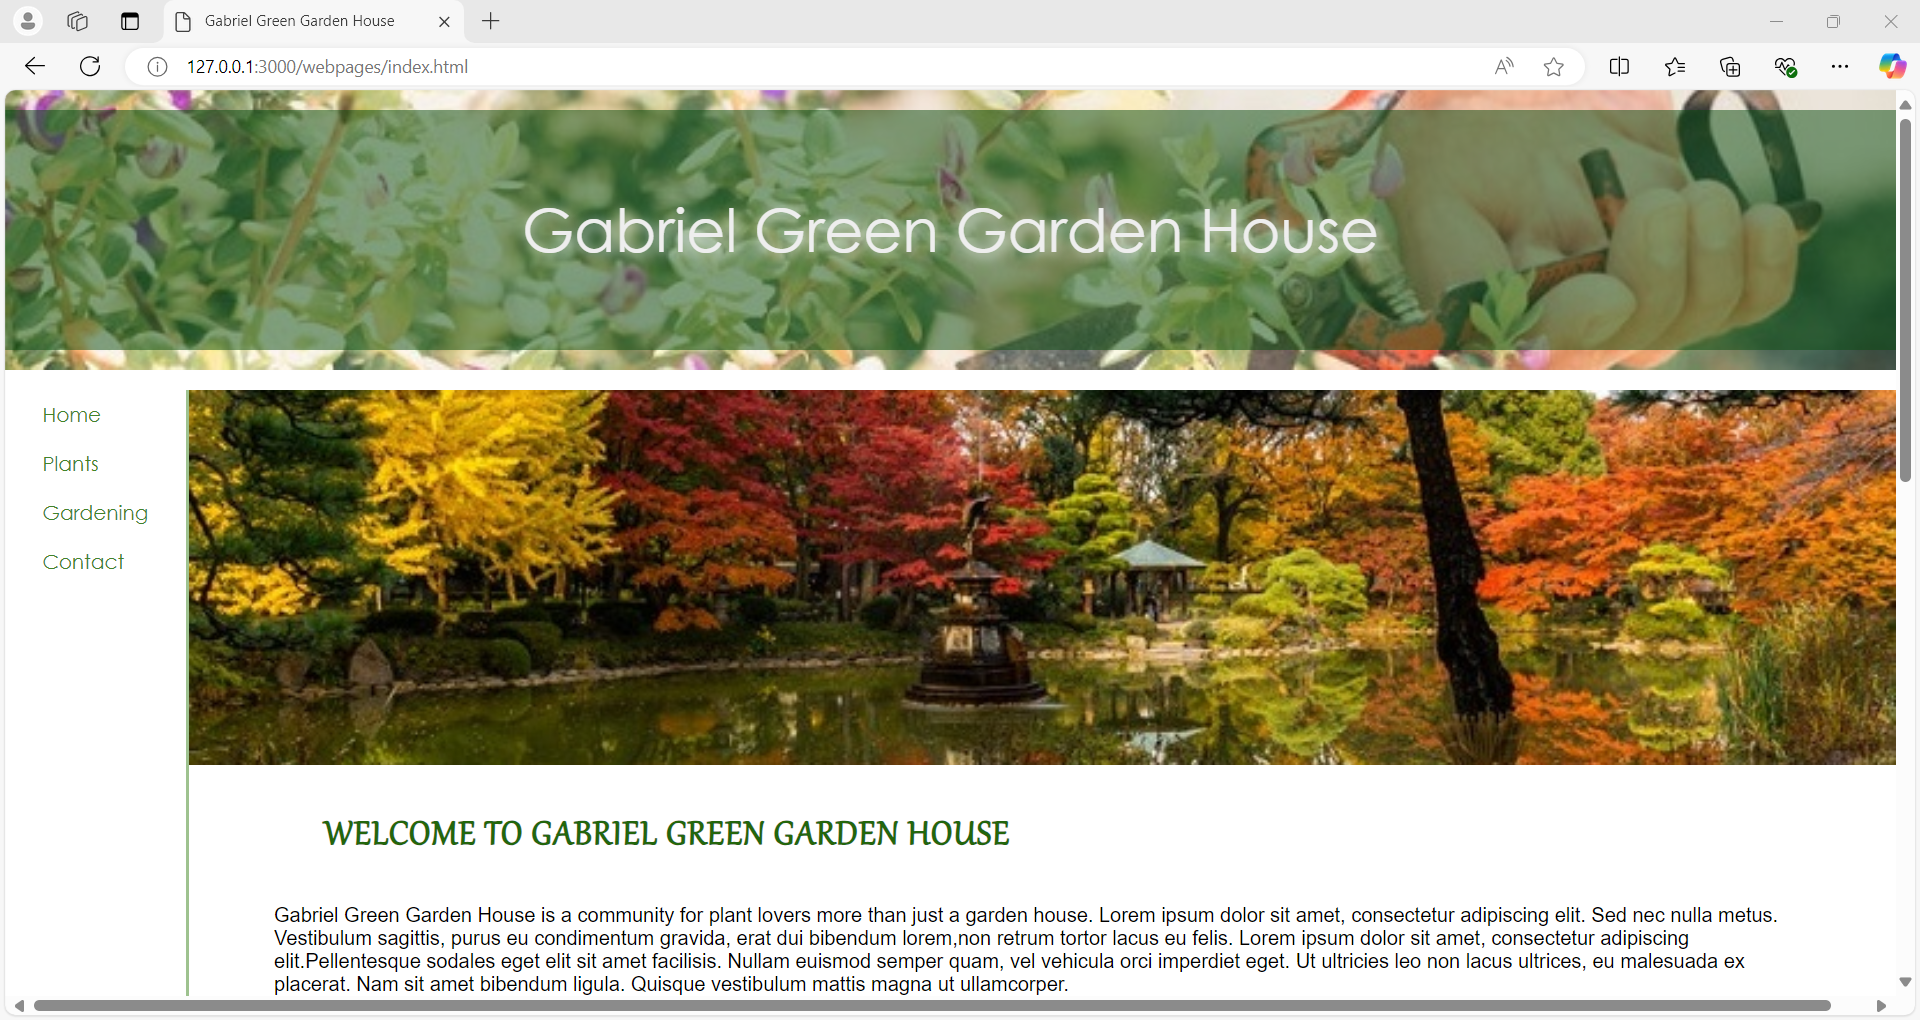 Gabriel Green Garden House
127.0.0.1:3000/webpages/index.html
Gabriel Green Garden House
Home
Plants
Gardening
Contact
WELCOME TO GABRIEL GREEN GARDEN HOUSE
Gabriel Green Garden House is a community for plant lovers more than just a garden house. Lorem ipsum dolor sit amet, consectetur adipiscing elit. Sed nec nulla metus.
Vestibulum sagittis, purus eu condimentum gravida, erat dui bibendum lorem,non retrum tortor lacus eu felis. Lorem ipsum dolor sit amet, consectetur adipiscing
elit.Pellentesque sodales eget elit sit amet facilisis. Nullam euismod semper quam, vel vehicula orci imperdiet eget. Ut ultricies leo non lacus ultrices, eu malesuada ex
placerat. Nam sit amet bibendum ligula. Quisque vestibulum mattis magna ut ullamcorper.